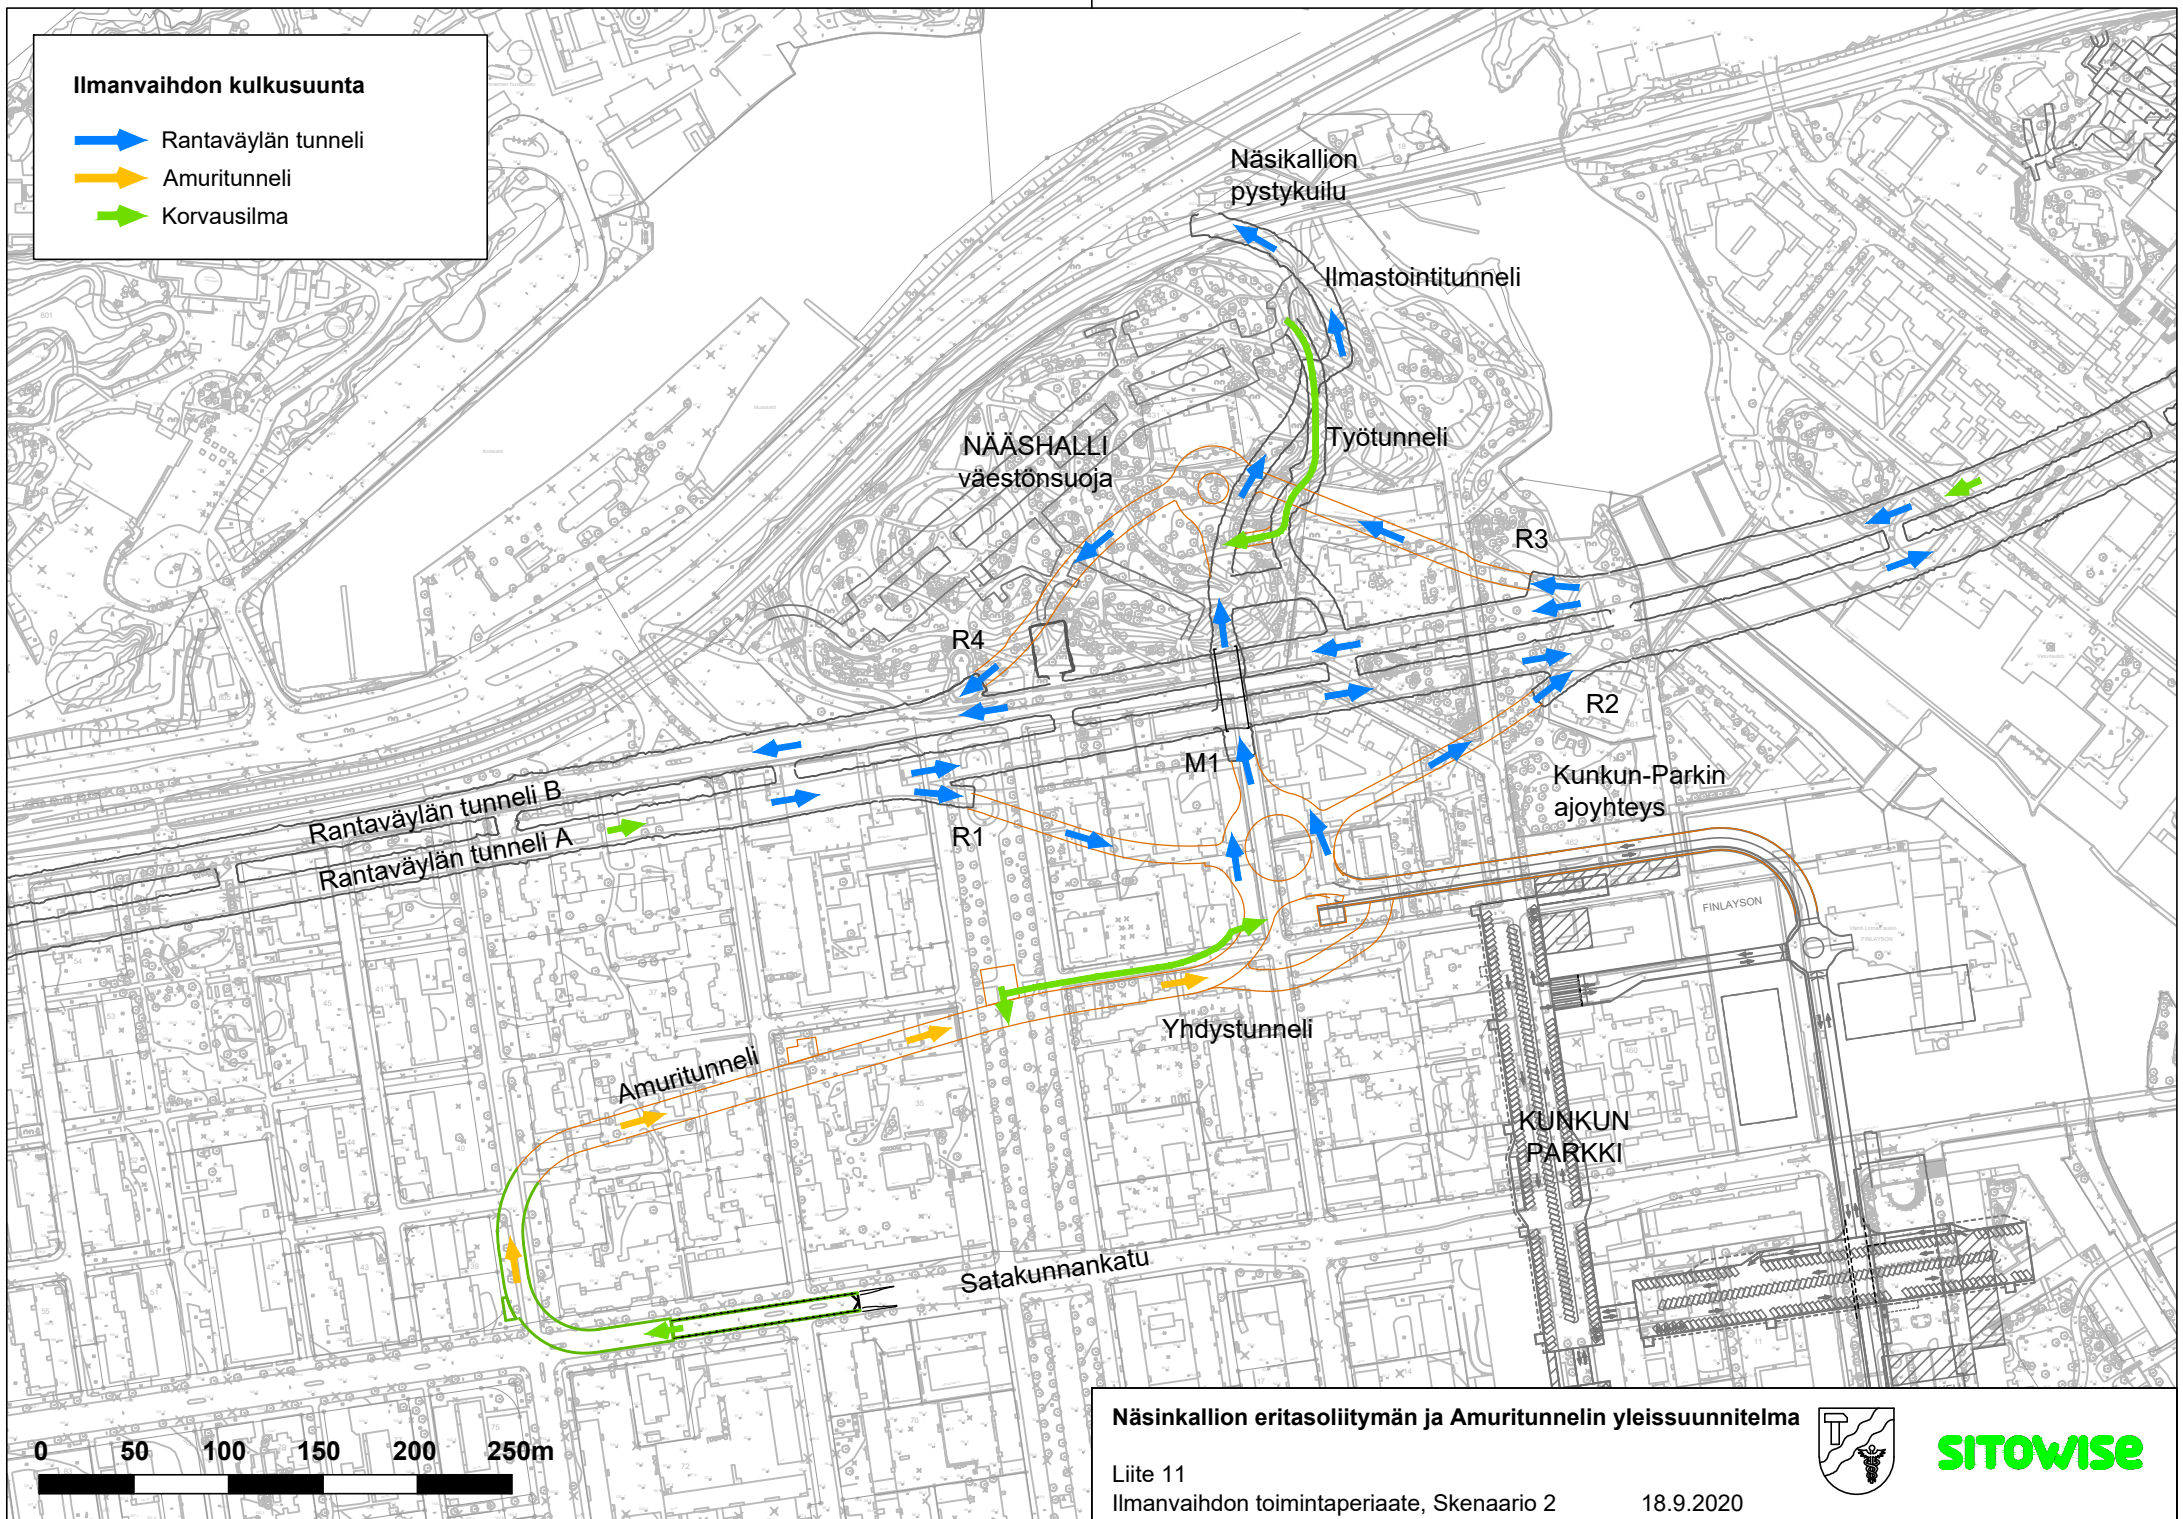 Ilmanvaihdon kulkusuunta
Rantaväylän tunneli
Amuritunneli
Korvausilma
Näsikallion
pystykuilu
Ilmastointitunneli
Työtunneli
NÄÄSHALLI
väestönsuoja
R3
R4
R2
M1
Kunkun-Parkin
ajoyhteys
Rantaväylän tunneli B
Rantaväylän tunneli A
R1
FINLAYSON
Yhdystunneli
Amuritunneli
KUNKUN
PARKKI
Satakunnankatu
0 50 100 150 200 250m
Näsinkallion eritasoliitymän ja Amuritunnelin yleissuunnitelma
Liite 11
Ilmanvaihdon toimintaperiaate, Skenaario 2 18.9.2020
SITOWISE